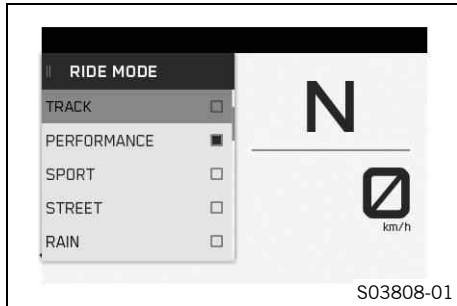 RIDE MODE
TRACK
PERFORMANCE
SPORT
STREET
RAIN
N
0
km/h
S03808-01